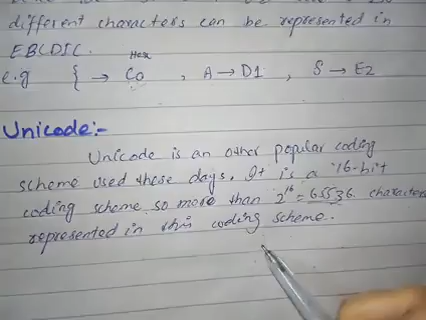 different characters can be represented in
EBCDIC.
Hex
e.g { → C0 , A → D1 , S → E2
Unicode:-
Unicode is an other popular coding
scheme used these days. It is a '16-bit
coding scheme so more than 2^16 = 65536 character
represented in this coding scheme.